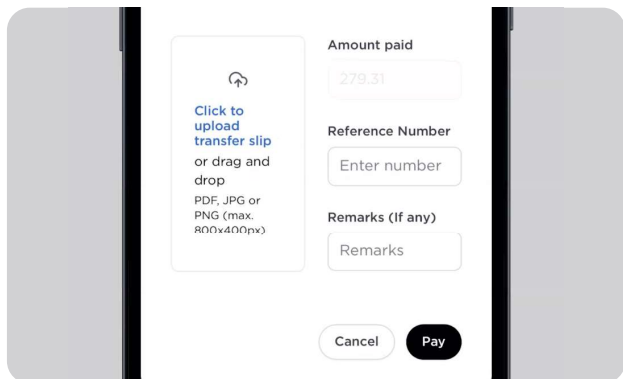 Amount paid
279.31
Click to
upload
transfer slip
or drag and
drop
PDF, JPG or
PNG (max.
800x400px)
Reference Number
Enter number
Remarks (If any)
Remarks
Cancel
Pay